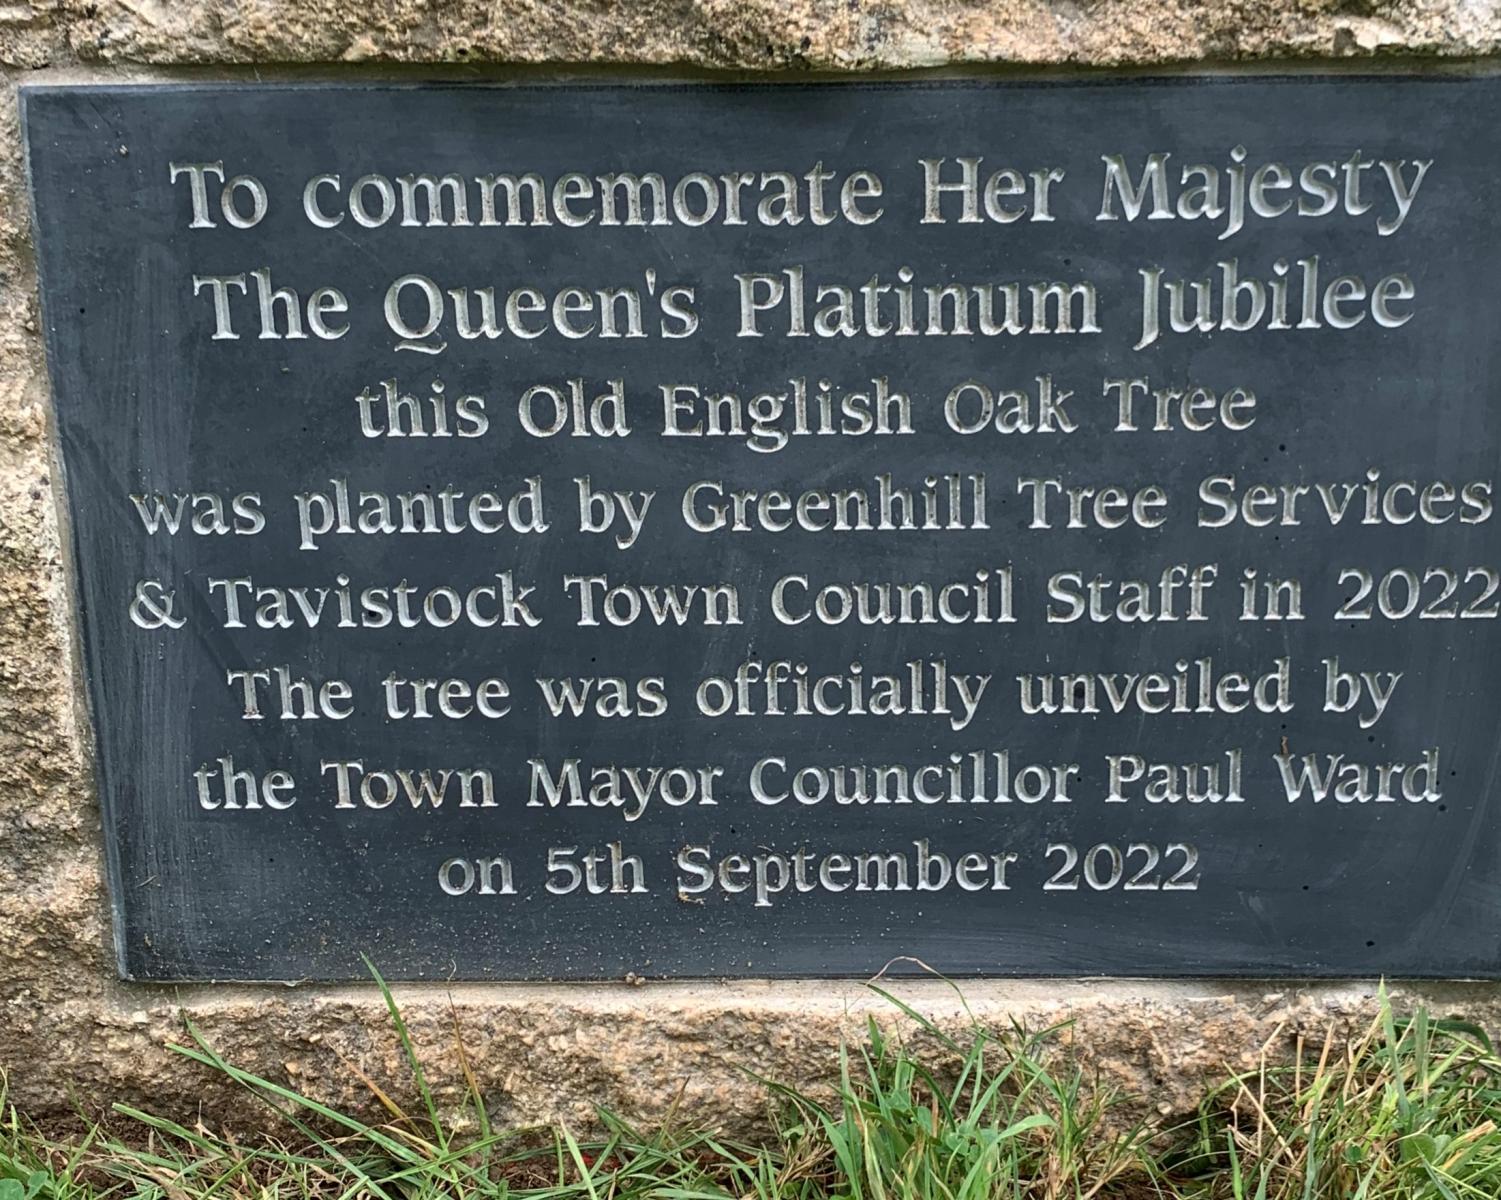 To commemorate Her Majesty
The Queen's Platinum Jubilee
this Old English Oak Tree
was planted by Greenhill Tree Services
& Tavistock Town Council Staff in 2022
The tree was officially unveiled by
the Town Mayor Councillor Paul Ward
on 5th September 2022